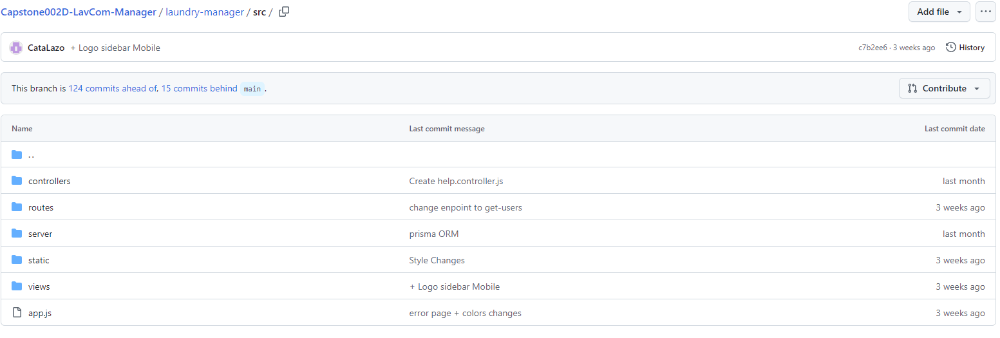 Capstone002D-LavCom-Manager / laundry-manager / src / Add file
CataLazo + Logo sidebar Mobile c7b2ee6 · 3 weeks ago History
This branch is 124 commits ahead of, 15 commits behind main . Contribute
Name Last commit message Last commit date
..
controllers Create help.controller.js last month
routes change enpoint to get-users 3 weeks ago
server prisma ORM last month
static Style Changes 3 weeks ago
views + Logo sidebar Mobile 3 weeks ago
app.js error page + colors changes 3 weeks ago